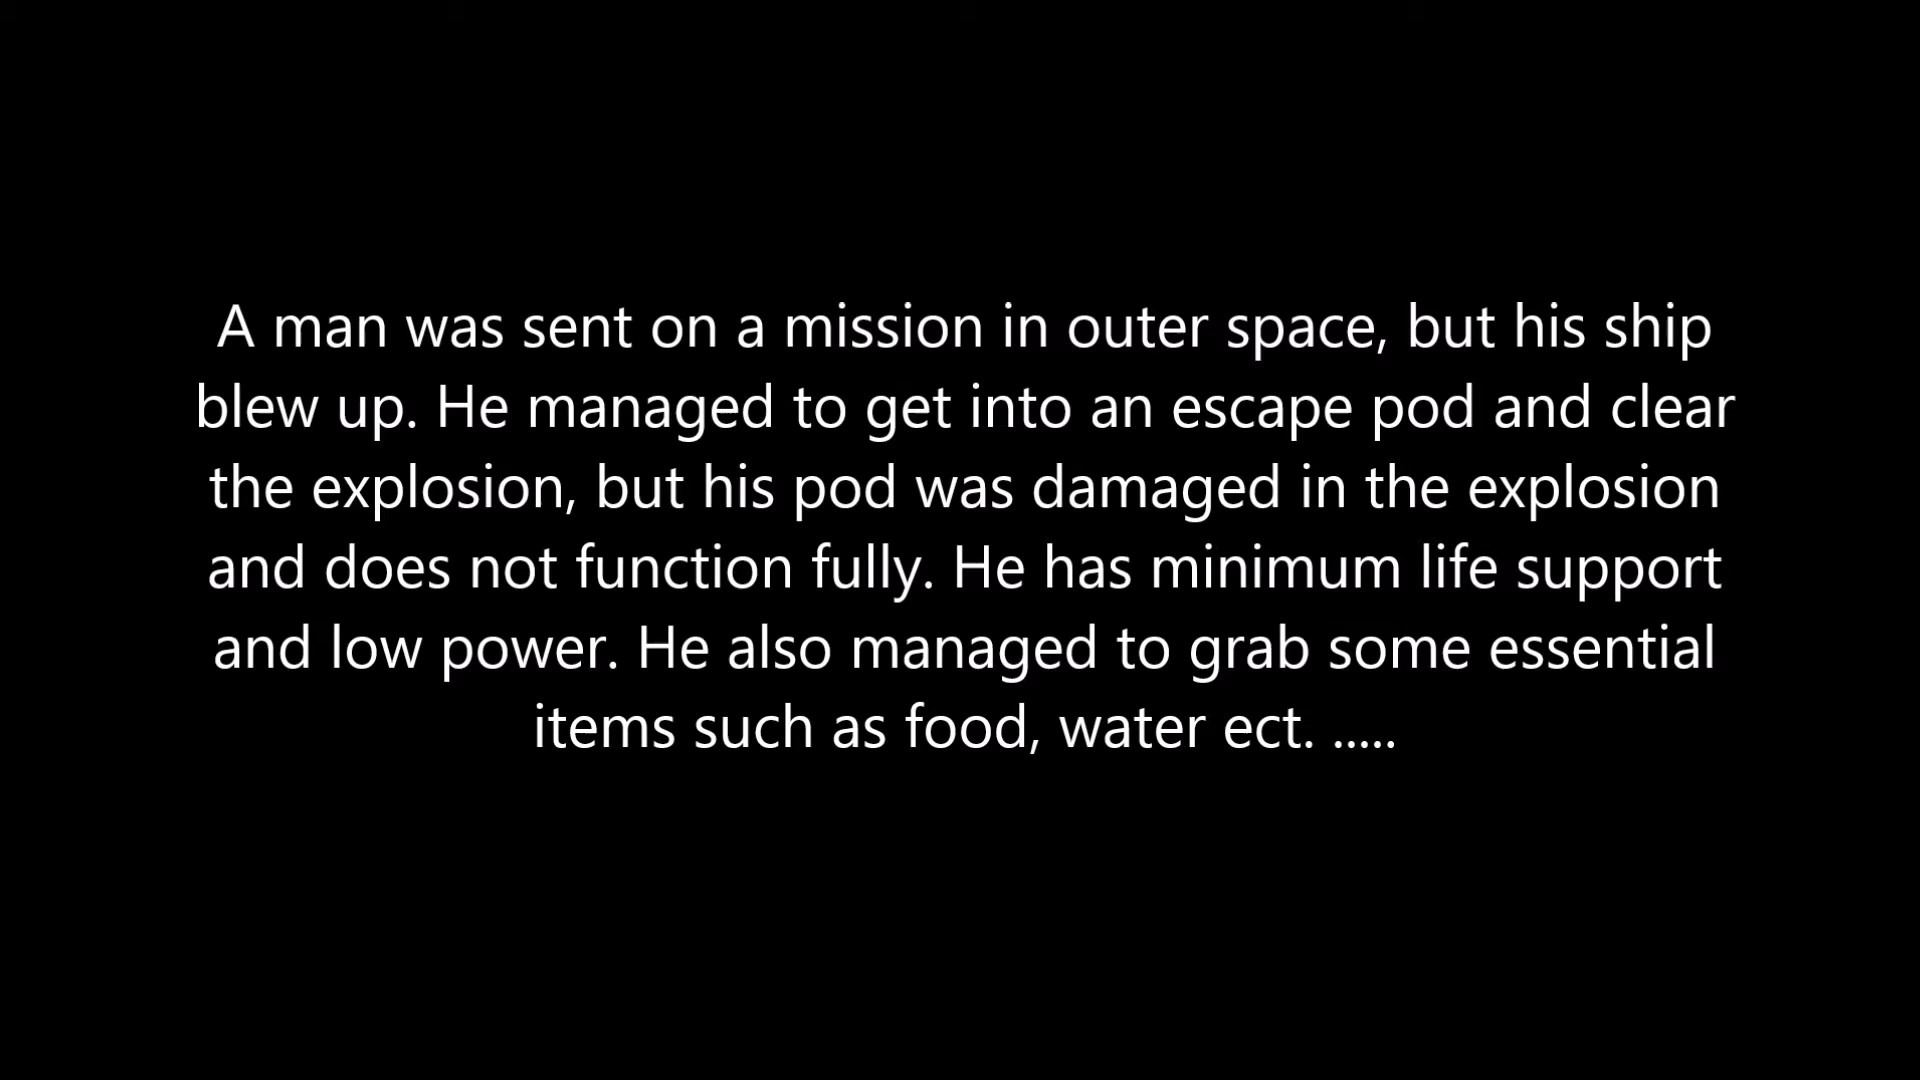 A man was sent on a mission in outer space, but his ship
blew up. He managed to get into an escape pod and clear
the explosion, but his pod was damaged in the explosion
and does not function fully. He has minimum life support
and low power. He also managed to grab some essential
items such as food, water ect. .....